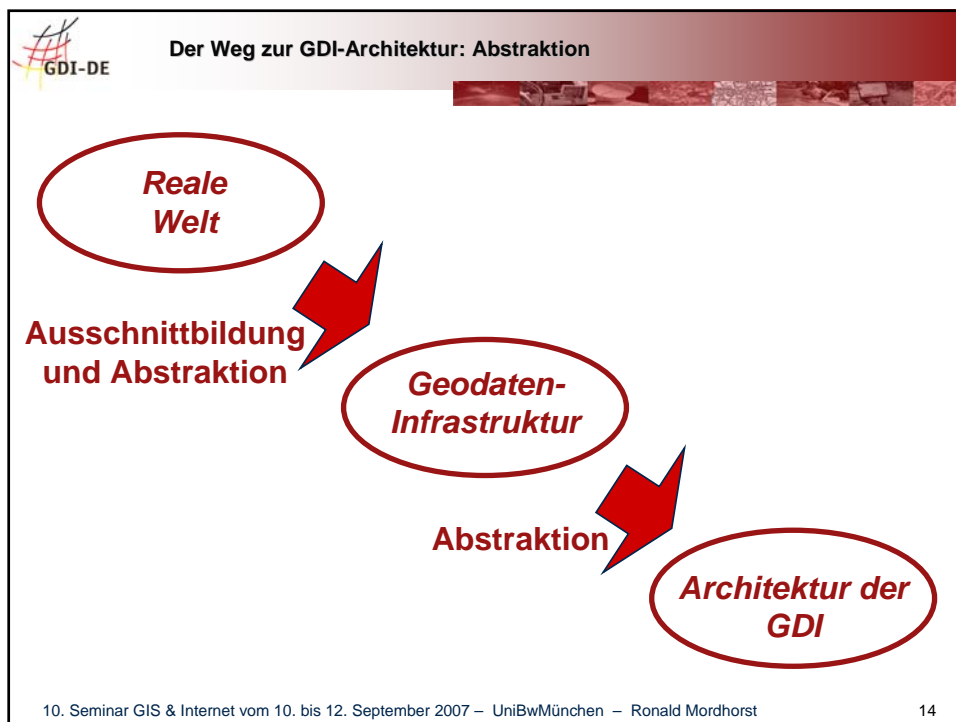 GDI-DE
Der Weg zur GDI-Architektur: Abstraktion
Reale
Welt
Ausschnittbildung
und Abstraktion
Geodaten-
Infrastruktur
Abstraktion
Architektur der
GDI
10. Seminar GIS & Internet vom 10. bis 12. September 2007 – UniBwMünchen – Ronald Mordhorst
14